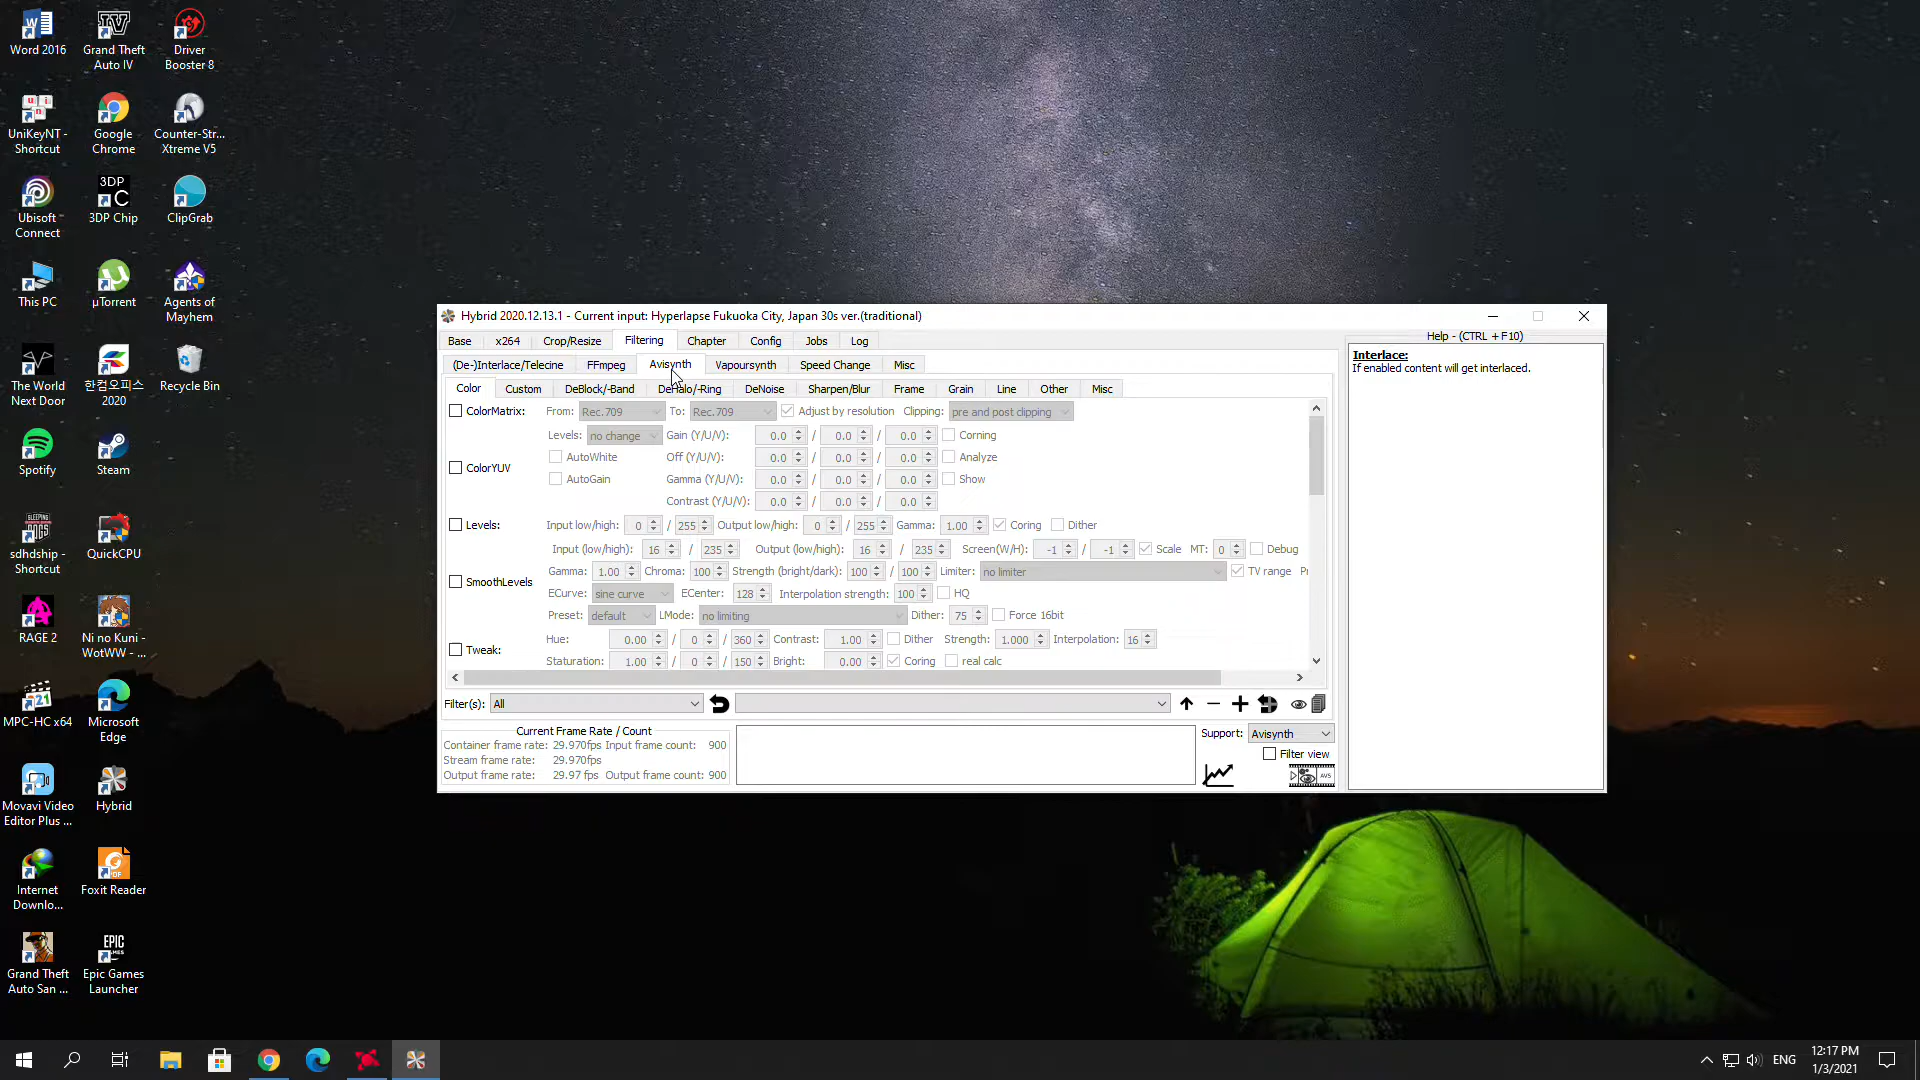 Word 2016
Grand Theft
Auto IV
Driver
Booster 8
UniKeyNT -
Shortcut
Google
Chrome
Counter-Str...
Xtreme V5
Ubisoft
Connect
3DP
C
3DP Chip
ClipGrab
This PC
µTorrent
Agents of
Mayhem
The World
Next Door
한컴오피스
2020
Recycle Bin
Spotify
Steam
SLEEPING
DOGS
sdhdship -
Shortcut
QuickCPU
RAGE 2
Ni no Kuni -
WotWW - ...
MPC-HC x64
Microsoft
Edge
Movavi Video
Editor Plus ...
Hybrid
Internet
Downlo...
Foxit Reader
Grand Theft
Auto San ...
EPIC
GAMES
Epic Games
Launcher
Hybrid 2020.12.13.1 - Current input: Hyperlapse Fukuoka City, Japan 30s ver.(traditional)
Base x264 Crop/Resize Filtering Chapter Config Jobs Log
(De-)Interlace/Telecine FFmpeg Avisynth Vapoursynth Speed Change Misc
Color Custom DeBlock/-Band DeHalo/-Ring DeNoise Sharpen/Blur Frame Grain Line Other Misc
ColorMatrix: From: Rec.709 To: Rec.709 Adjust by resolution Clipping: pre and post clipping
Levels: no change Gain (Y/U/V): 0.0 / 0.0 / 0.0 Corning
AutoWhite Off (Y/U/V): 0.0 / 0.0 / 0.0 Analyze
ColorYUV
AutoGain Gamma (Y/U/V): 0.0 / 0.0 / 0.0 Show
Contrast (Y/U/V): 0.0 / 0.0 / 0.0
Levels: Input low/high: 0 / 255 Output low/high: 0 / 255 Gamma: 1.00 Coring Dither
Input (low/high): 16 / 235 Output (low/high): 16 / 235 Screen(W/H): -1 / -1 Scale MT: 0 Debug
Gamma: 1.00 Chroma: 100 Strength (bright/dark): 100 / 100 Limiter: no limiter TV range
SmoothLevels
ECurve: sine curve ECenter: 128 Interpolation strength: 100 HQ
Preset: default LMode: no limiting Dither: 75 Force 16bit
Hue: 0.00 / 0 / 360 Contrast: 1.00 Dither Strength: 1.000 Interpolation: 16
Tweak:
Staturation: 1.00 / 0 / 150 Bright: 0.00 Coring real calc
Filter(s): All
Current Frame Rate / Count
Container frame rate: 29.970fps Input frame count: 900
Stream frame rate: 29.970fps
Output frame rate: 29.97 fps Output frame count: 900
Support: Avisynth
Filter view
AVS
Help - (CTRL + F10)
Interlace:
If enabled content will get interlaced.
ENG
12:17 PM
1/3/2021